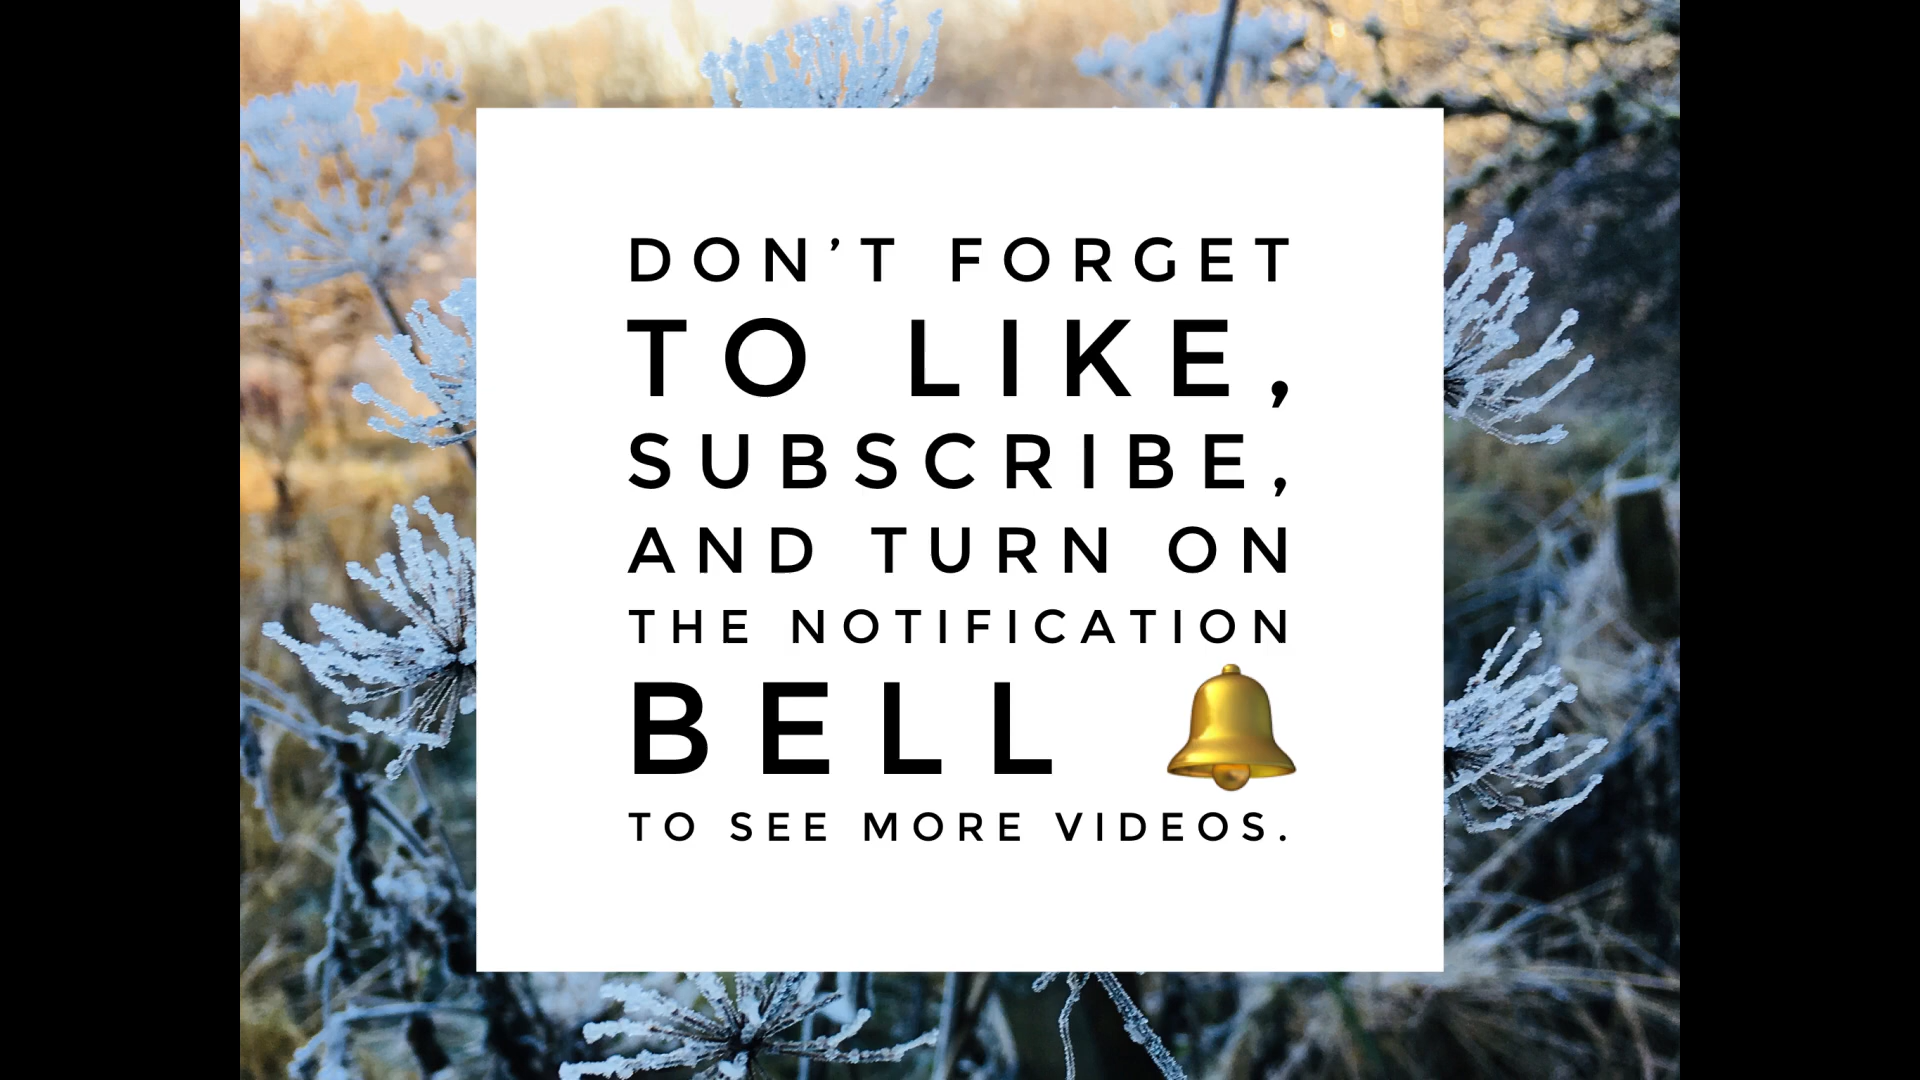 DON’T FORGET
TO LIKE,
SUBSCRIBE,
AND TURN ON
THE NOTIFICATION
BELL 🔔
TO SEE MORE VIDEOS.